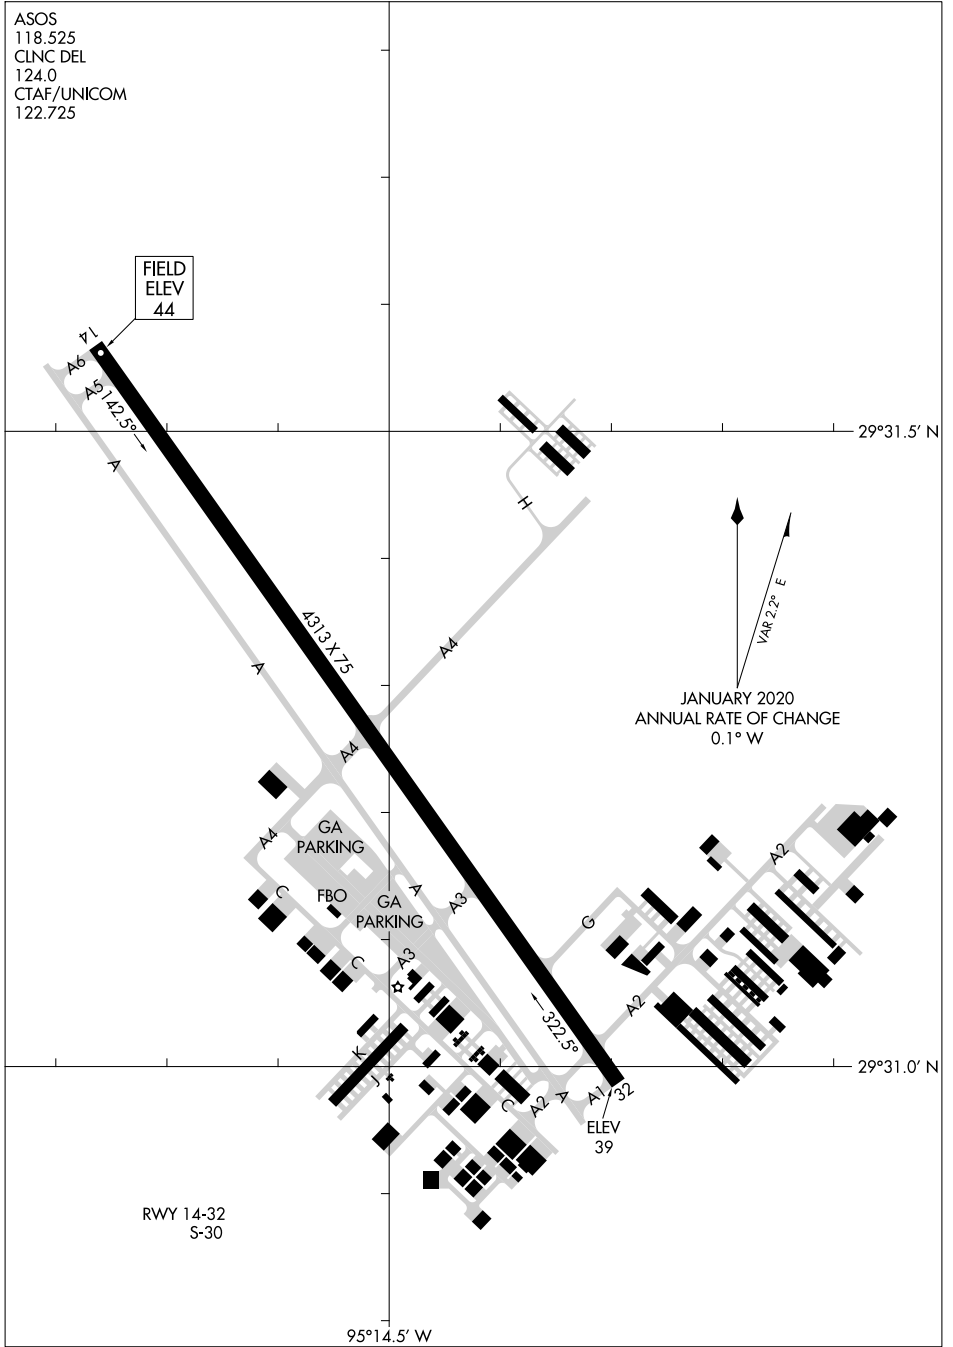 ASOS
118.525
CLNC DEL
124.0
CTAF/UNICOM
122.725
FIELD
ELEV
44
14
A6
A5
142.5°
A
29°31.5' N
H
4313 X 75
A4
A
VAR 2.2° E
JANUARY 2020
ANNUAL RATE OF CHANGE
0.1° W
A4
A4
GA
PARKING
A2
C
FBO
A
GA
PARKING
A3
G
C
A3
A2
322.5°
K
J
29°31.0' N
C
A2
A
A1
32
ELEV
39
RWY 14-32
S-30
95°14.5' W